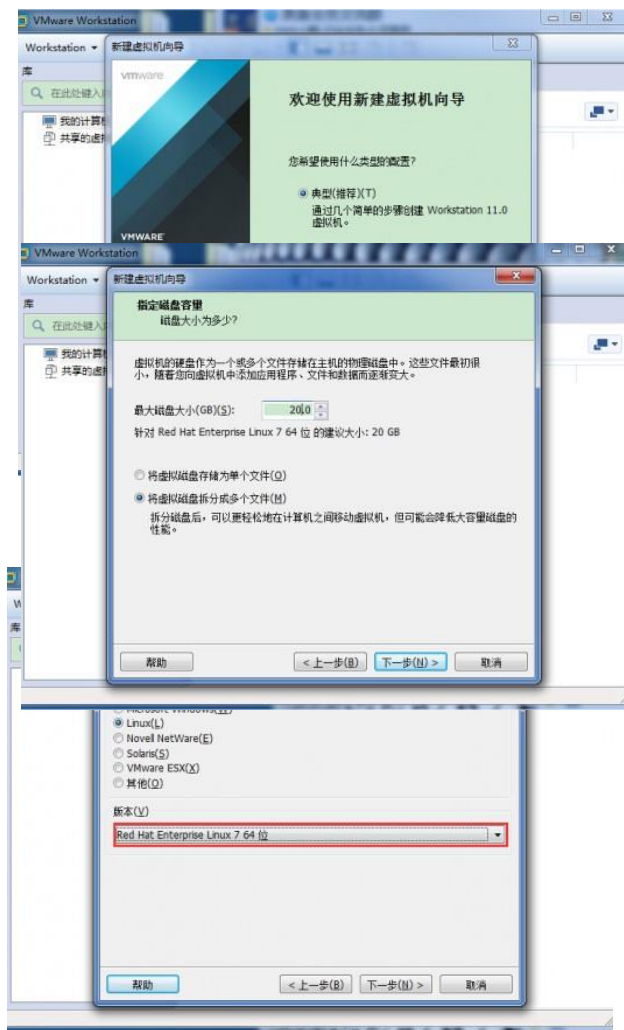 VMware Workstation
Workstation
新建虚拟机向导
库
vmware
在此处键入
我的计算机
共享的虚
欢迎使用新建虚拟机向导
您希望使用什么类型的配置?
典型(推荐)(T)
通过几个简单的步骤创建 Workstation 11.0
虚拟机。
VMWARE
VMware Workstation
Workstation
新建虚拟机向导
库
在此处键入
我的计算机
共享的虚
指定磁盘容量
磁盘大小为多少?
虚拟机的硬盘作为一个或多个文件存储在主机的物理磁盘中。这些文件最初很
小,随着您向虚拟机中添加应用程序、文件和数据而逐渐变大。
最大磁盘大小(GB)(S): 20.0
针对 Red Hat Enterprise Linux 7 64 位 的建议大小: 20 GB
将虚拟磁盘存储为单个文件(O)
将虚拟磁盘拆分成多个文件(M)
拆分磁盘后,可以更轻松地在计算机之间移动虚拟机,但可能会降低大容量磁盘的
性能。
W
库
帮助 < 上一步(B) 下一步(N) > 取消
Microsoft Windows(W)
Linux(L)
Novell NetWare(E)
Solaris(S)
VMware ESX(X)
其他(O)
版本(V)
Red Hat Enterprise Linux 7 64 位
帮助 < 上一步(B) 下一步(N) > 取消